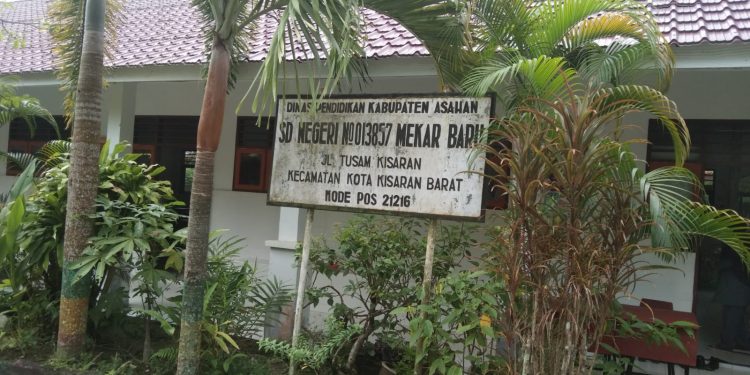 DINAS PENDIDIKAN KABUPATEN ASAHAN
SD NEGERI No013857 MEKAR BARU
JL. TUSAM KISARAN
KECAMATAN KOTA KISARAN BARAT
KODE POS 21216